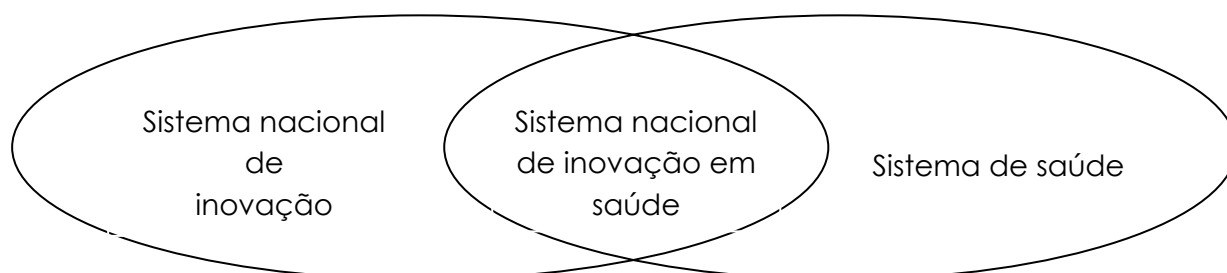 Sistema nacional
de
inovação
Sistema nacional
de inovação em
saúde
Sistema de saúde